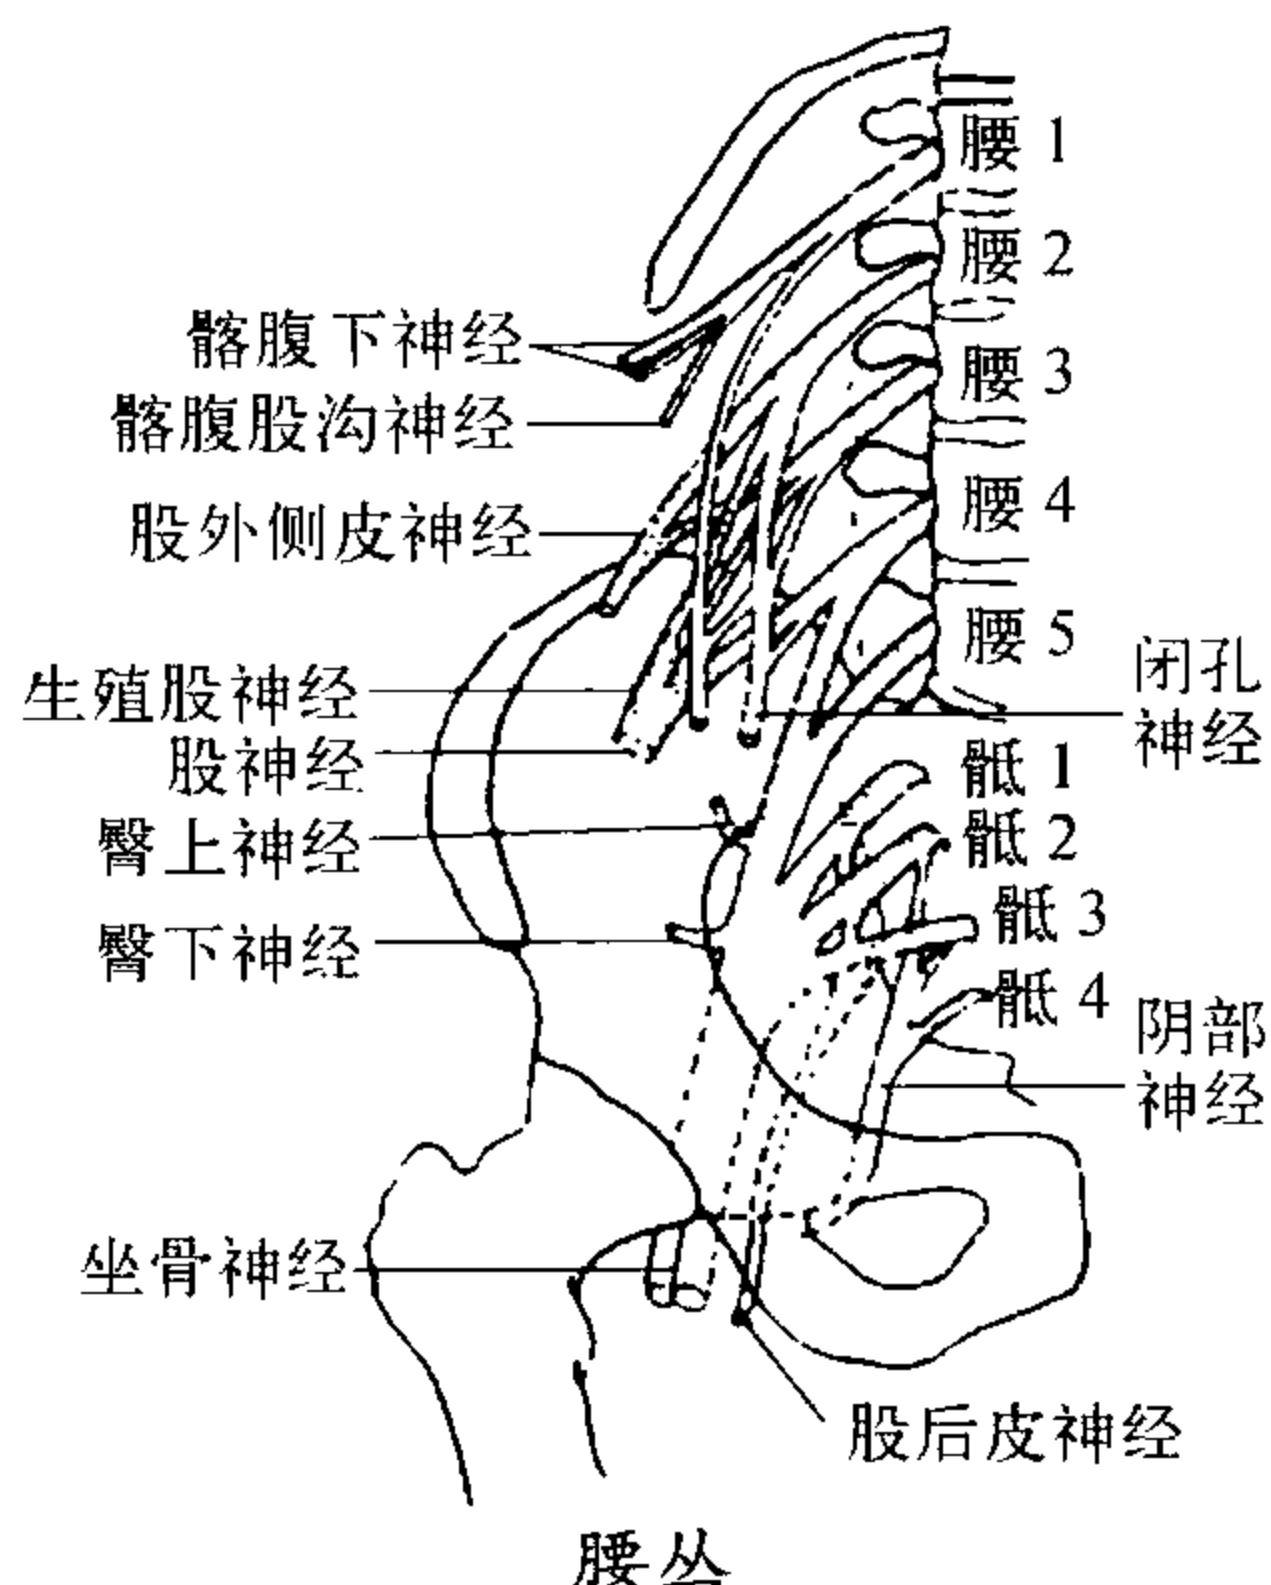 腰 1
腰 2
髂腹下神经
腰 3
髂腹股沟神经
腰 4
股外侧皮神经
腰 5
闭孔
神经
生殖股神经
股神经
骶 1
臀上神经
骶 2
骶 3
臀下神经
骶 4
阴部
神经
坐骨神经
股后皮神经
腰丛